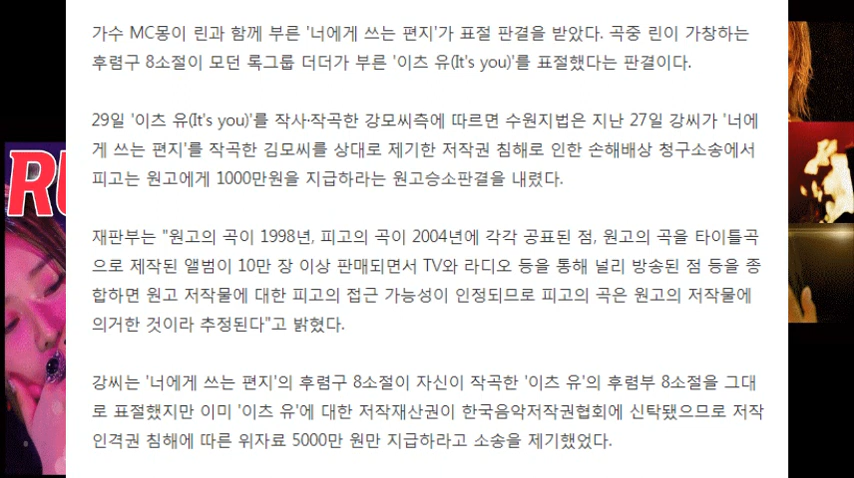 가수 MC몽이 린과 함께 부른 '너에게 쓰는 편지'가 표절 판결을 받았다. 곡중 린이 가창하는
후렴구 8소절이 모던 록그룹 더더가 부른 '이츠 유(It's you)'를 표절했다는 판결이다.
29일 '이츠 유(It's you)'를 작사·작곡한 강모씨측에 따르면 수원지법은 지난 27일 강씨가 '너에
게 쓰는 편지'를 작곡한 김모씨를 상대로 제기한 저작권 침해로 인한 손해배상 청구소송에서
피고는 원고에게 1000만원을 지급하라는 원고승소판결을 내렸다.
재판부는 "원고의 곡이 1998년, 피고의 곡이 2004년에 각각 공표된 점, 원고의 곡을 타이틀곡
으로 제작된 앨범이 10만 장 이상 판매되면서 TV와 라디오 등을 통해 널리 방송된 점 등을 종
합하면 원고 저작물에 대한 피고의 접근 가능성이 인정되므로 피고의 곡은 원고의 저작물에
의거한 것이라 추정된다"고 밝혔다.
강씨는 '너에게 쓰는 편지'의 후렴구 8소절이 자신이 작곡한 '이츠 유'의 후렴부 8소절을 그대
로 표절했지만 이미 '이츠 유'에 대한 저작재산권이 한국음악저작권협회에 신탁됐으므로 저작
인격권 침해에 따른 위자료 5000만 원만 지급하라고 소송을 제기했었다.